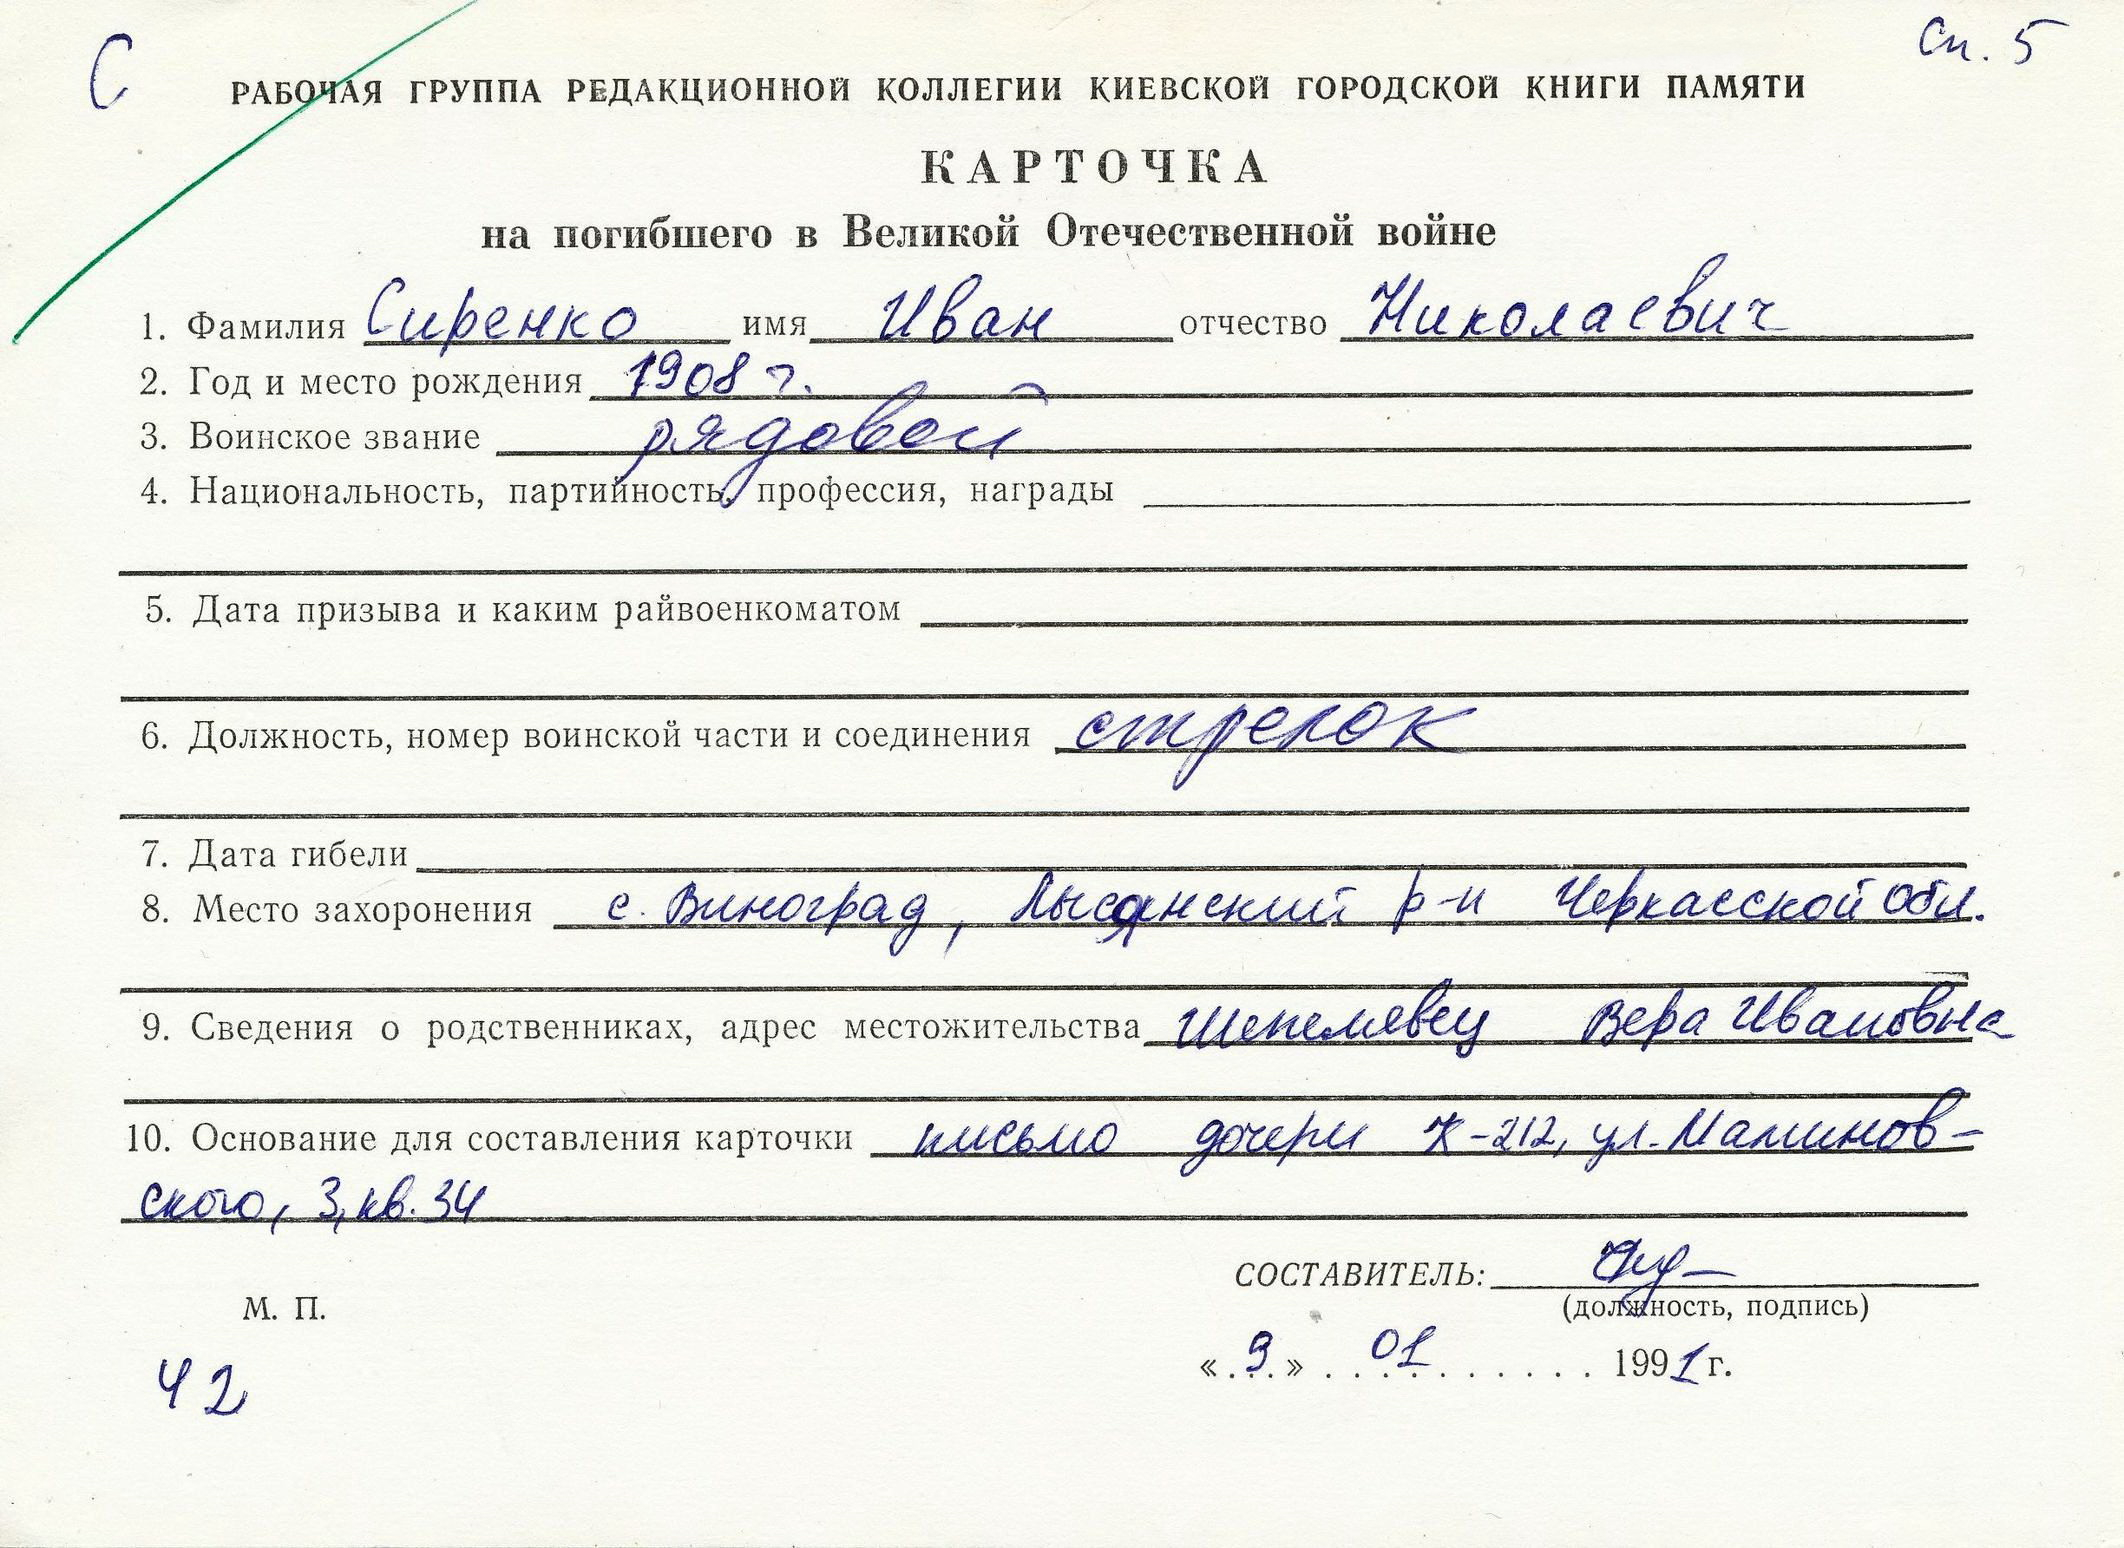 С
Сп. 5
РАБОЧАЯ ГРУППА РЕДАКЦИОННОЙ КОЛЛЕГИИ КИЕВСКОЙ ГОРОДСКОЙ КНИГИ ПАМЯТИ
КАРТОЧКА
на погибшего в Великой Отечественной войне
1. Фамилия Сиренко имя Иван отчество Николаевич
2. Год и место рождения 1908 г.
3. Воинское звание рядовой
4. Национальность, партийность, профессия, награды
5. Дата призыва и каким райвоенкоматом
6. Должность, номер воинской части и соединения стрелок
7. Дата гибели
8. Место захоронения с. Виноград, Лысянский р-н Черкасской обл.
9. Сведения о родственниках, адрес местожительства Шепелявец Вера Ивановна
10. Основание для составления карточки письмо дочери К-212, ул. Малинов-
ского, 3, кв. 34
СОСТАВИТЕЛЬ:
М. П. (должность, подпись)
« 9 » 01 1991 г.
42